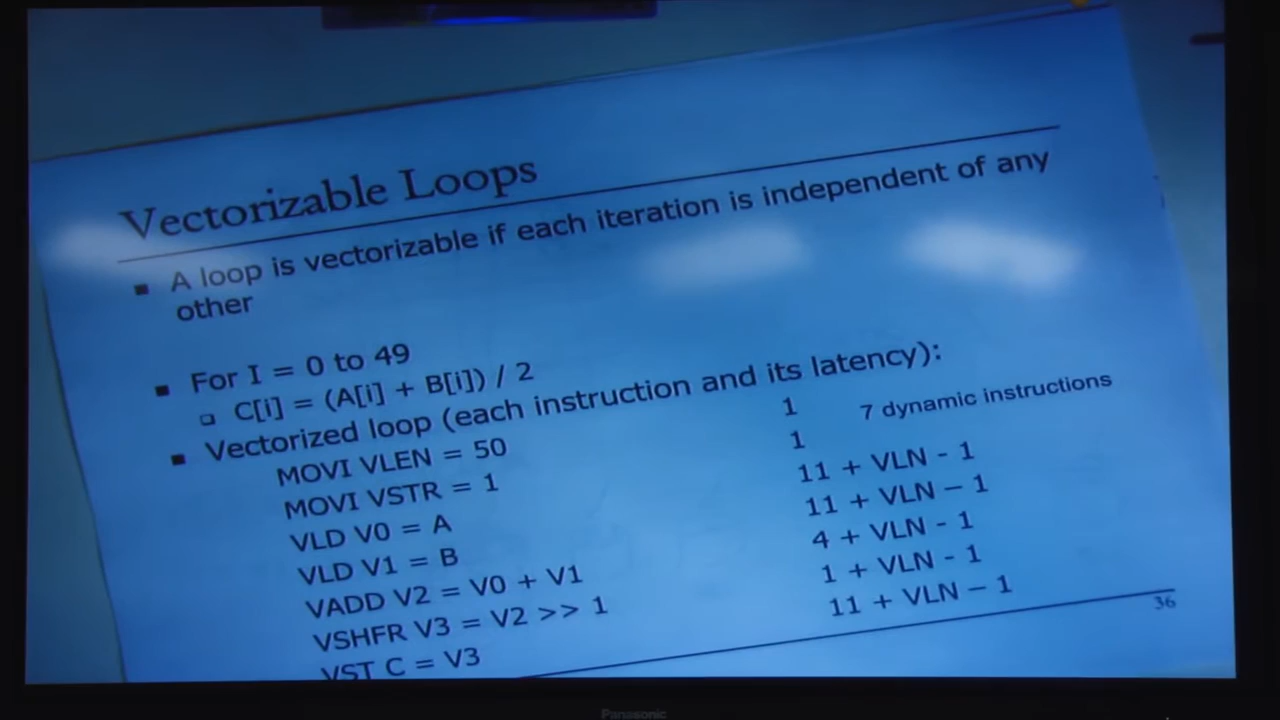 Vectorizable Loops
▪ A loop is vectorizable if each iteration is independent of any
other
▪ For I = 0 to 49
❑ C[i] = (A[i] + B[i]) / 2
▪ Vectorized loop (each instruction and its latency):
MOVI VLEN = 50 1 7 dynamic instructions
MOVI VSTR = 1 1
VLD V0 = A 11 + VLN - 1
VLD V1 = B 11 + VLN – 1
VADD V2 = V0 + V1 4 + VLN - 1
VSHFR V3 = V2 >> 1 1 + VLN - 1
VST C = V3 11 + VLN – 1
36
Panasonic